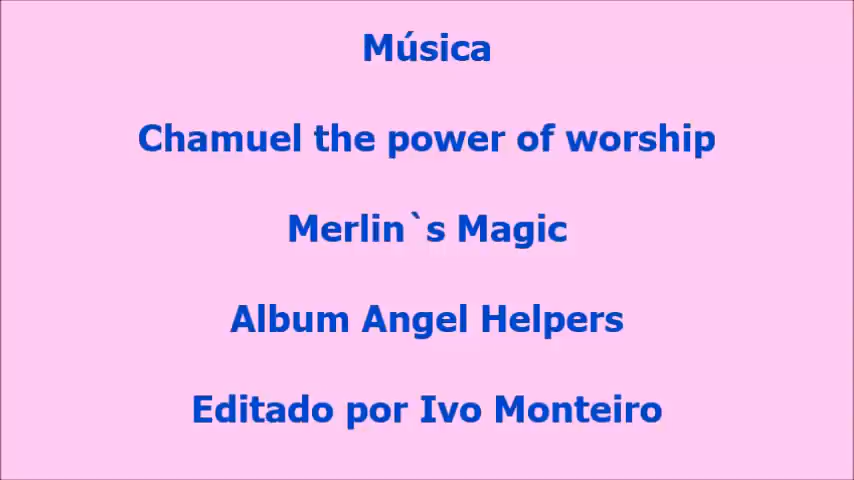 Música
Chamuel the power of worship
Merlin`s Magic
Album Angel Helpers
Editado por Ivo Monteiro